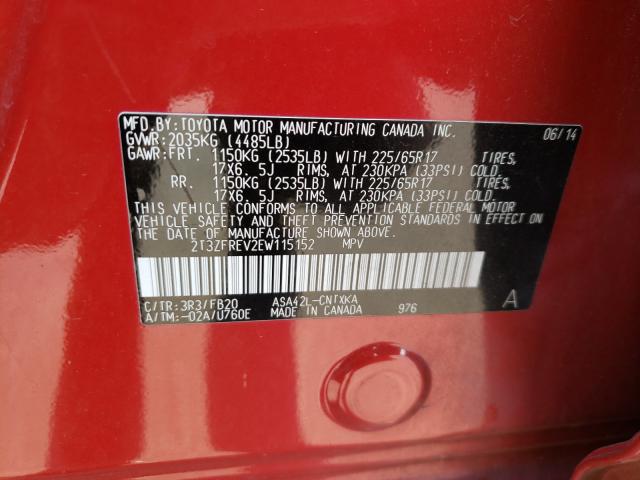 MFD.BY:TOYOTA MOTOR MANUFACTURING CANADA INC. 06/14
GVWR:2035KG (4485LB)
GAWR:FRT. 1150KG (2535LB) WITH 225/65R17 TIRES,
17X6.5J RIMS, AT 230KPA (33PSI) COLD.
RR. 1150KG (2535LB) WITH 225/65R17 TIRES,
17X6.5J RIMS, AT 230KPA (33PSI) COLD.
THIS VEHICLE CONFORMS TO ALL APPLICABLE FEDERAL MOTOR
VEHICLE SAFETY AND THEFT PREVENTION STANDARDS IN EFFECT ON
THE DATE OF MANUFACTURE SHOWN ABOVE.
2T3ZFREV2EW115152 MPV
C/TR:3R3/FB20 ASA42L-CNTXKA
A/TM:-02A/U760E MADE IN CANADA 976 A